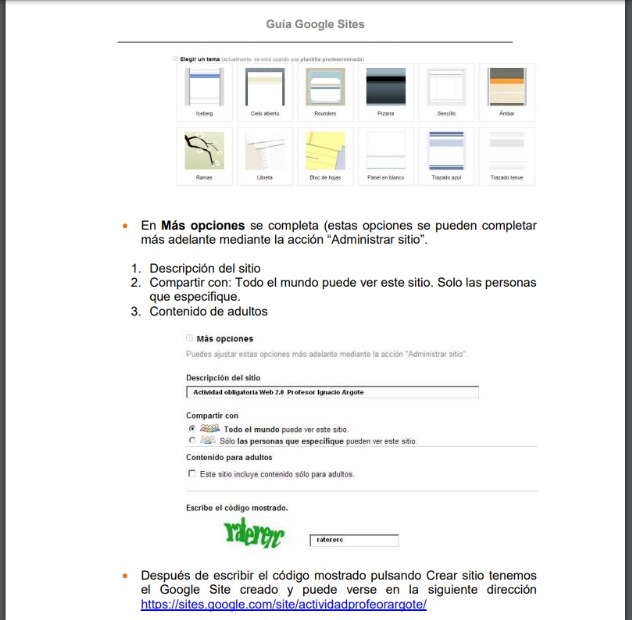 Guía Google Sites
Elegir un tema (actualmente se está usando una plantilla predeterminada)
Iceberg
Cielo abierto
Rounders
Pizarra
Sencillo
Ámbar
Ramas
Libreta
Bloc de hojas
Panel en blanco
Trazado azul
Trazado tenue
• En Más opciones se completa (estas opciones se pueden completar
más adelante mediante la acción “Administrar sitio”.
1. Descripción del sitio
2. Compartir con: Todo el mundo puede ver este sitio. Solo las personas
que especifique.
3. Contenido de adultos
Más opciones
Puedes ajustar estas opciones más adelante mediante la acción "Administrar sitio".
Descripción del sitio
Actividad obligatoria Web 2.0 Profesor Ignacio Argote
Compartir con
Todo el mundo puede ver este sitio.
Sólo las personas que especifique pueden ver este sitio.
Contenido para adultos
Este sitio incluye contenido sólo para adultos.
Escribe el código mostrado.
ratererc
raterere
• Después de escribir el código mostrado pulsando Crear sitio tenemos
el Google Site creado y puede verse en la siguiente dirección
https://sites.google.com/site/actividadprofeorargote/